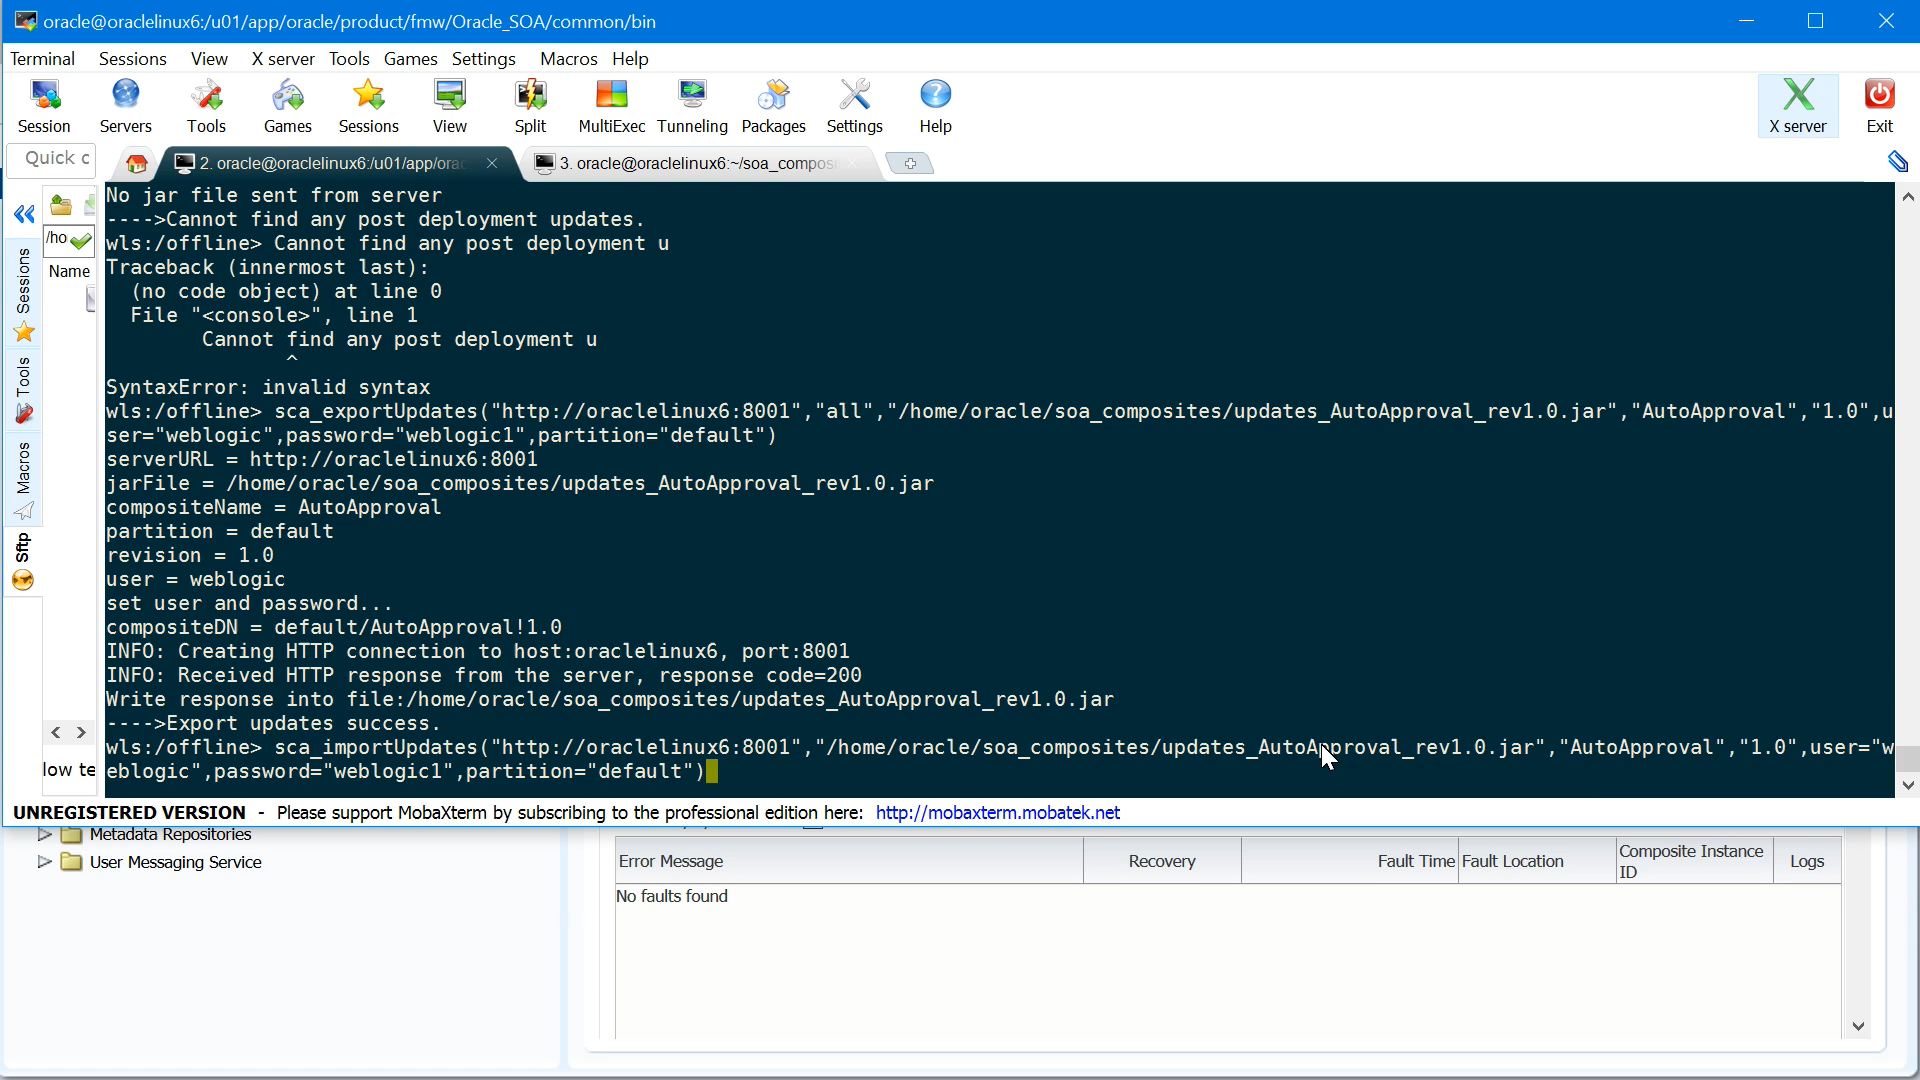 oracle@oraclelinux6:/u01/app/oracle/product/fmw/Oracle_SOA/common/bin
Terminal Sessions View X server Tools Games Settings Macros Help
Session Servers Tools Games Sessions View Split MultiExec Tunneling Packages Settings Help X server Exit
Quick c
2. oracle@oraclelinux6:/u01/app/orac
3. oracle@oraclelinux6:~/soa_compos
/ho
Name
Sessions
Tools
Macros
Sftp
low te
No jar file sent from server
---->Cannot find any post deployment updates.
wls:/offline> Cannot find any post deployment u
Traceback (innermost last):
(no code object) at line 0
File "<console>", line 1
Cannot find any post deployment u
^
SyntaxError: invalid syntax
wls:/offline> sca_exportUpdates("http://oraclelinux6:8001","all","/home/oracle/soa_composites/updates_AutoApproval_rev1.0.jar","AutoApproval","1.0",u
ser="weblogic",password="weblogic1",partition="default")
serverURL = http://oraclelinux6:8001
jarFile = /home/oracle/soa_composites/updates_AutoApproval_rev1.0.jar
compositeName = AutoApproval
partition = default
revision = 1.0
user = weblogic
set user and password...
compositeDN = default/AutoApproval!1.0
INFO: Creating HTTP connection to host:oraclelinux6, port:8001
INFO: Received HTTP response from the server, response code=200
Write response into file:/home/oracle/soa_composites/updates_AutoApproval_rev1.0.jar
---->Export updates success.
wls:/offline> sca_importUpdates("http://oraclelinux6:8001","/home/oracle/soa_composites/updates_AutoApproval_rev1.0.jar","AutoApproval","1.0",user="w
eblogic",password="weblogic1",partition="default")
UNREGISTERED VERSION - Please support MobaXterm by subscribing to the professional edition here: http://mobaxterm.mobatek.net
Metadata Repositories
User Messaging Service
Error Message Recovery Fault Time Fault Location Composite Instance ID Logs
No faults found